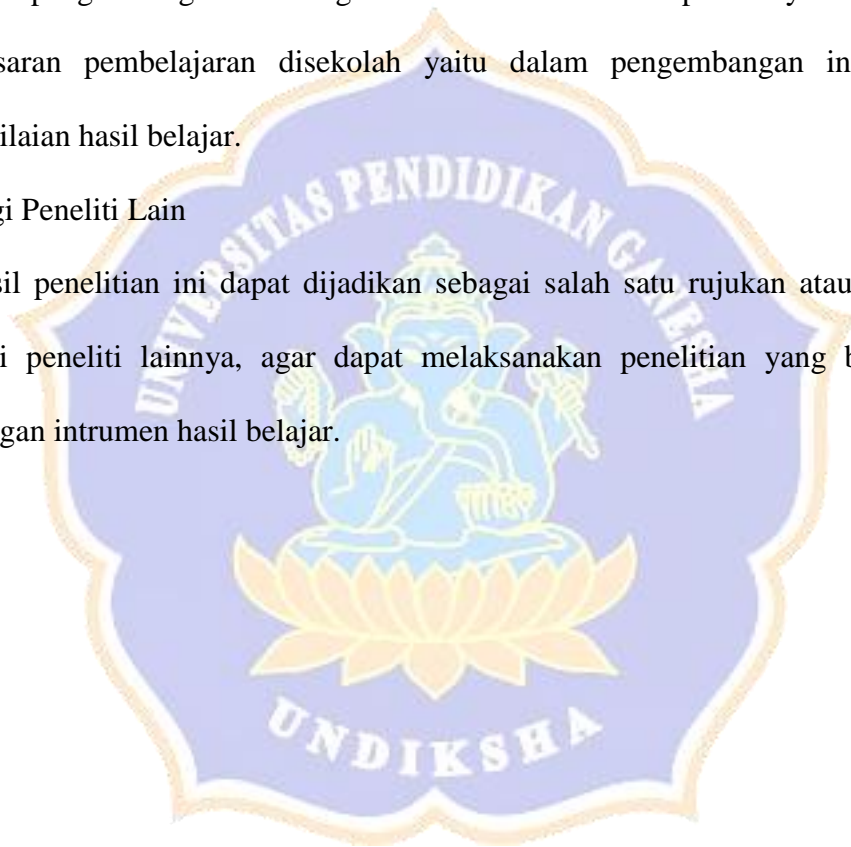 saran pembelajaran disekolah yaitu dalam pengembangan in
ilaian hasil belajar.
gi Peneliti Lain
sil penelitian ini dapat dijadikan sebagai salah satu rujukan atau
i peneliti lainnya, agar dapat melaksanakan penelitian yang b
gan intrumen hasil belajar.
UNIVERSITAS PENDIDIKAN GANESHA
UNDIKSHA